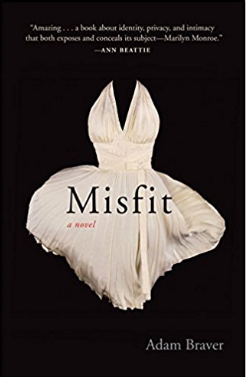 "Amazing . . . a book about identity, privacy, and intimacy
that both exposes and conceals its subject—Marilyn Monroe."
—ANN BEATTIE
Misfit
a novel
Adam Braver